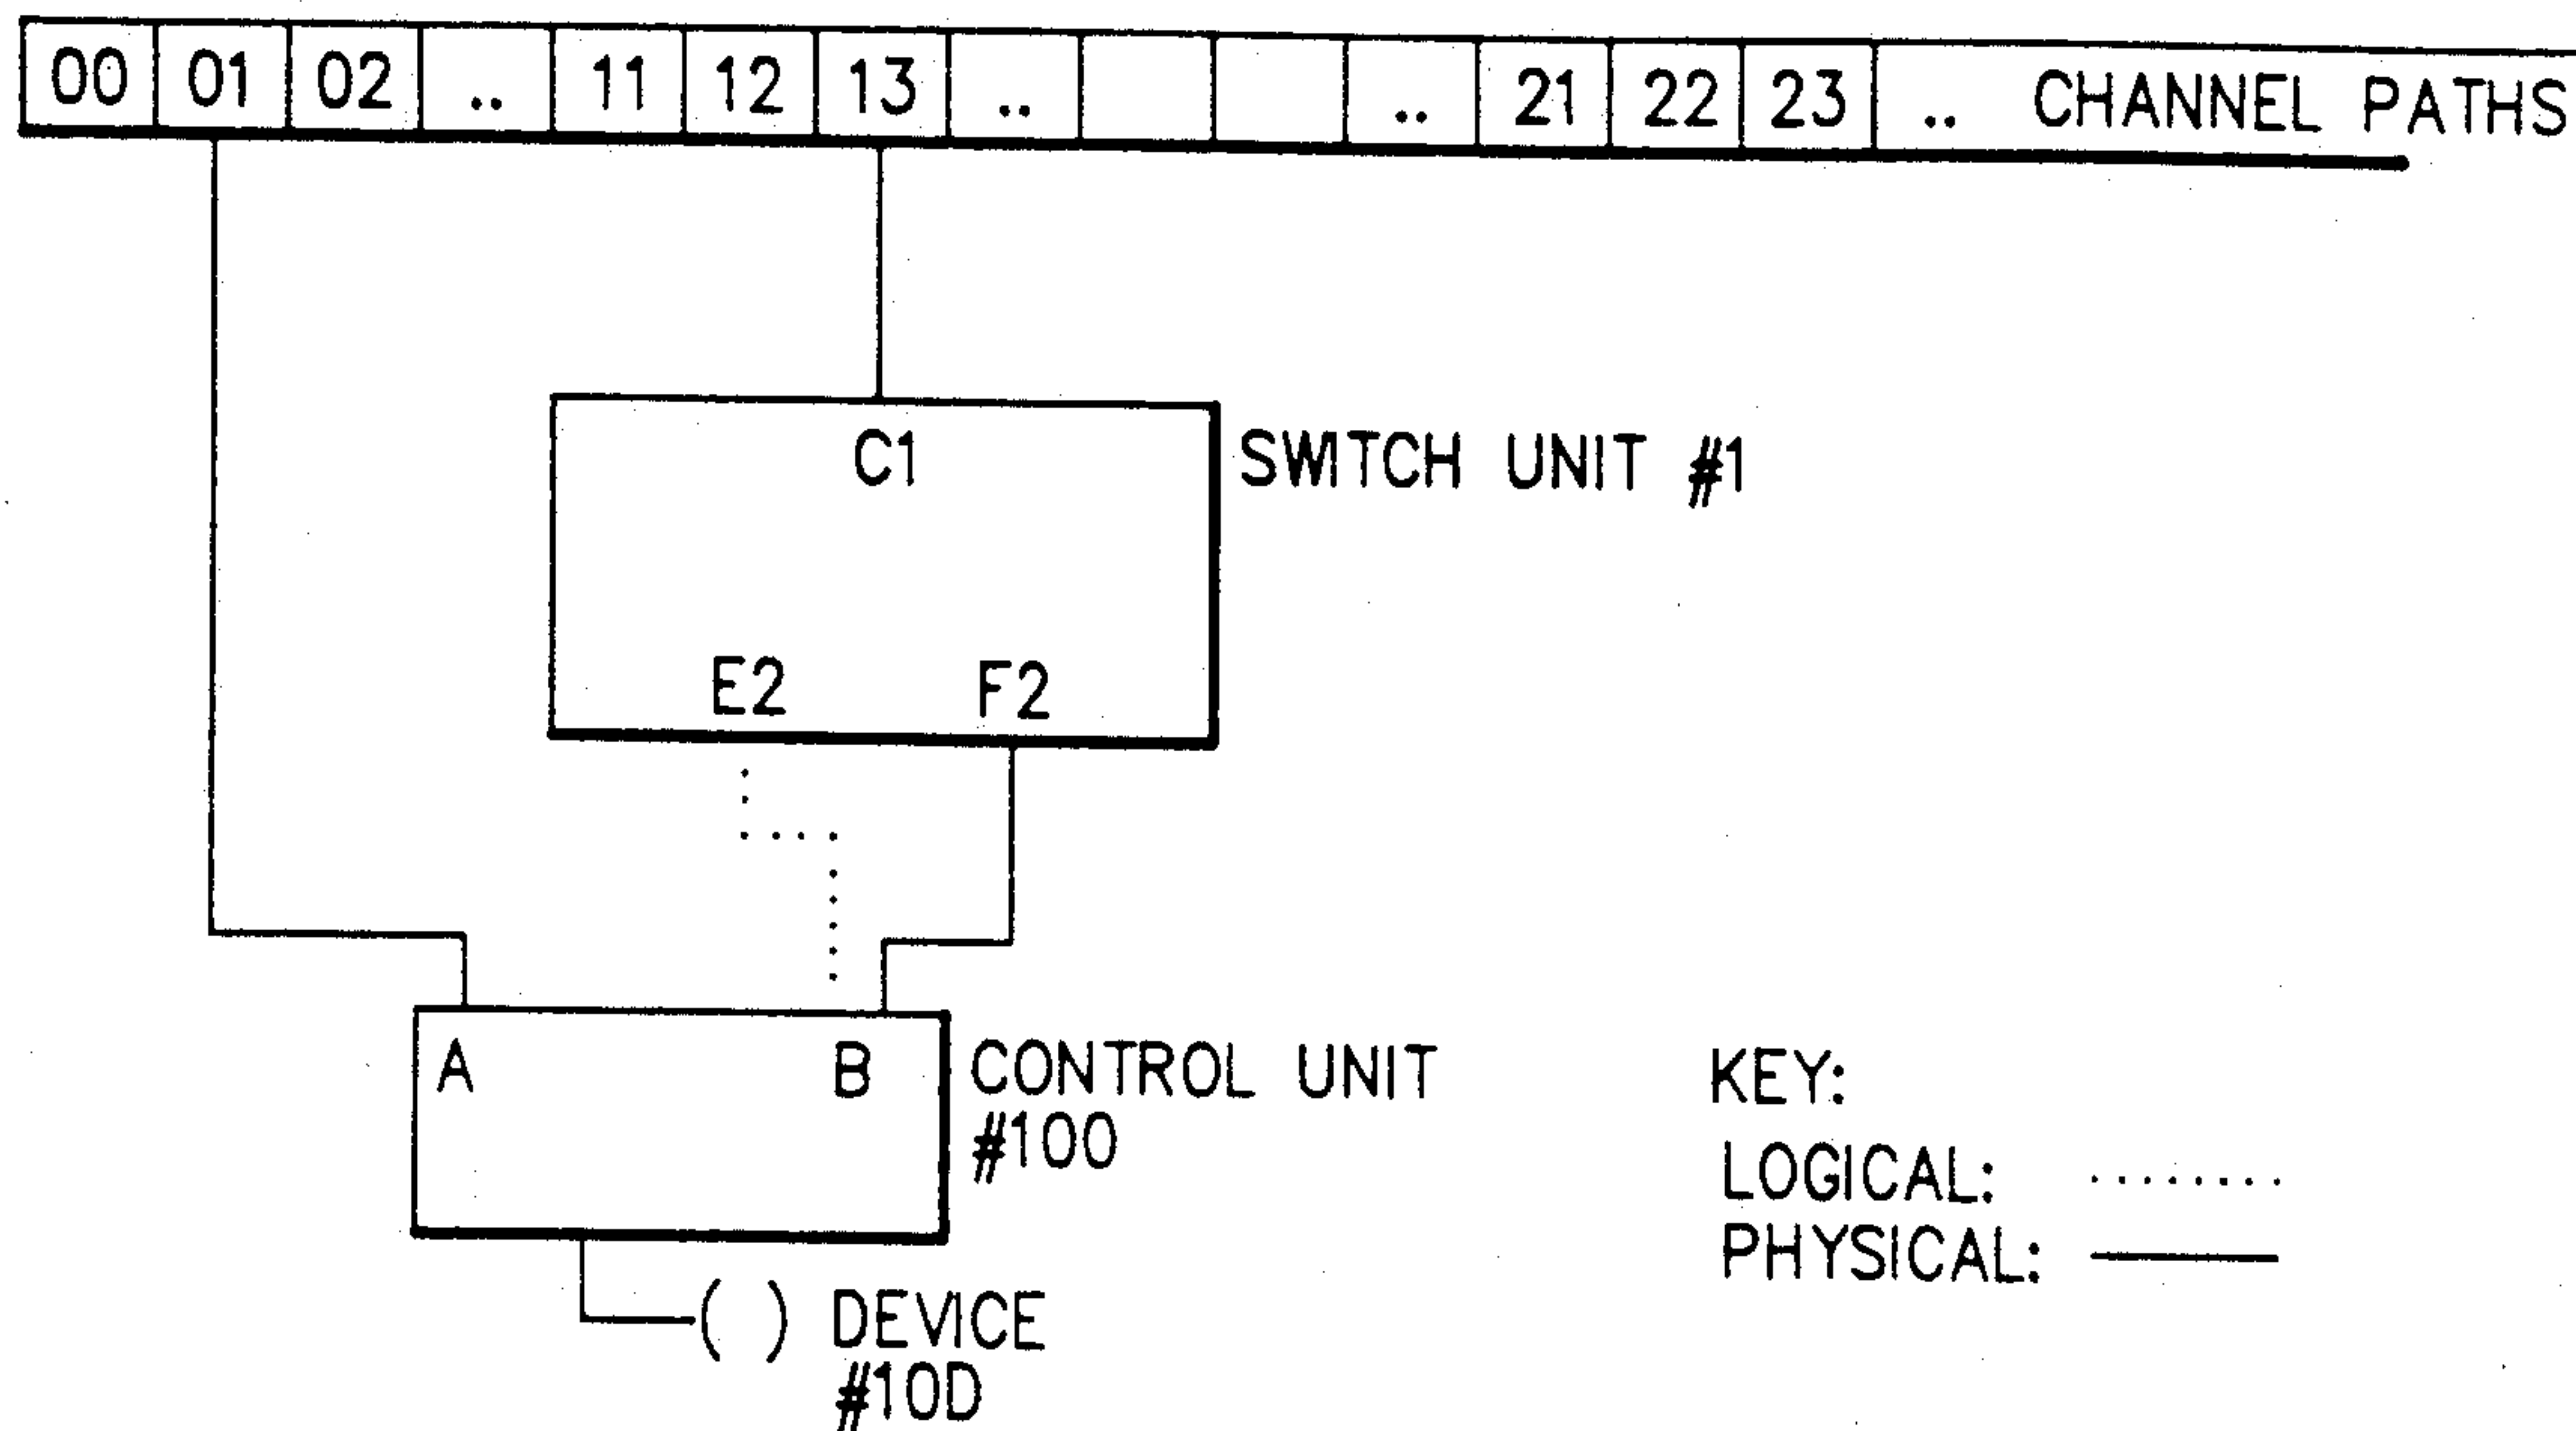 00 01 02 .. 11 12 13 .. .. 21 22 23 .. CHANNEL PATHS
C1
SWITCH UNIT #1
E2 F2
A B
CONTROL UNIT
#100
DEVICE
#10D
KEY:
LOGICAL:
PHYSICAL: